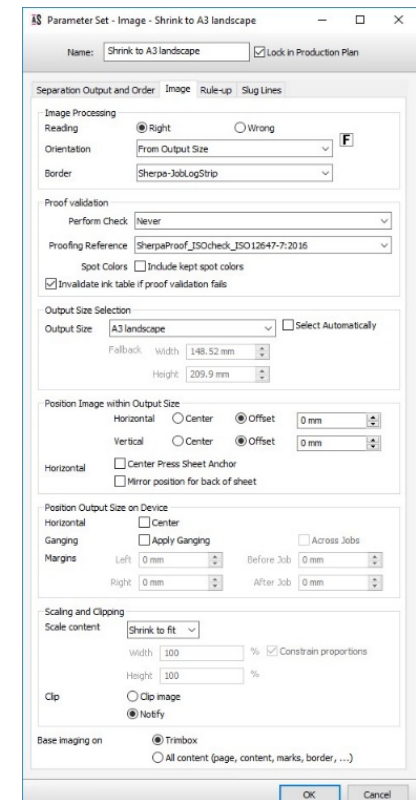 Parameter Set - Image - Shrink to A3 landscape
Name: Shrink to A3 landscape Lock in Production Plan
Separation Output and Order Image Rule-up Slug Lines
Image Processing
Reading Right Wrong
Orientation From Output Size F
Border Sherpa-JobLogStrip
Proof validation
Perform Check Never
Proofing Reference SherpaProof_ISOcheck_ISO12647-7:2016
Spot Colors Include kept spot colors
Invalidate ink table if proof validation fails
Output Size Selection
Output Size A3 landscape Select Automatically
Fallback Width 148.52 mm
Height 209.9 mm
Position Image within Output Size
Horizontal Center Offset 0 mm
Vertical Center Offset 0 mm
Horizontal Center Press Sheet Anchor
Mirror position for back of sheet
Position Output Size on Device
Horizontal Center
Ganging Apply Ganging Across Jobs
Margins Left 0 mm Before Job 0 mm
Right 0 mm After Job 0 mm
Scaling and Clipping
Scale content Shrink to fit
Width 100 % Constrain proportions
Height 100 %
Clip Clip image
Notify
Base imaging on Trimbox
All content (page, content, marks, border, ...)
OK Cancel